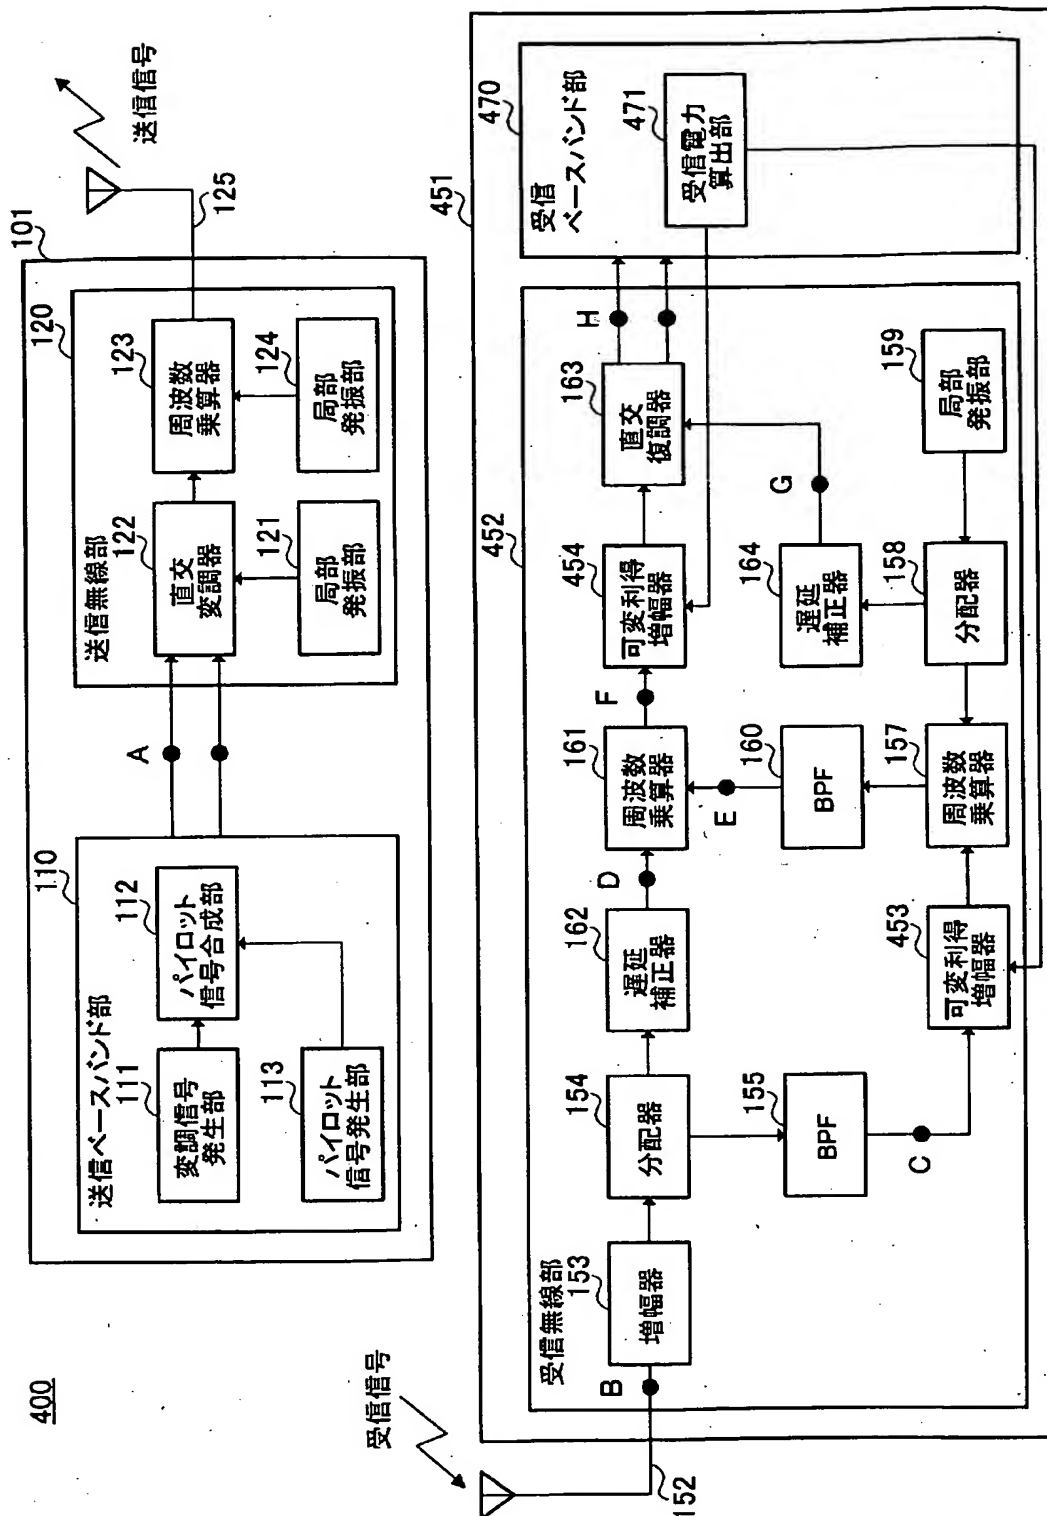 400
送信信号
125
101
送信ベースバンド部
110
変調信号
発生部
111
パイロット
信号合成部
112
パイロット
信号発生部
113
A
送信無線部
120
直交
変調器
122
局部
発振部
121
周波数
乗算器
123
局部
発振部
124
受信信号
152
451
受信無線部
452
B
増幅器
153
分配器
154
BPF
155
C
遅延
補正器
162
D
周波数
乗算器
161
E
BPF
160
可変利得
増幅器
453
周波数
乗算器
157
F
可変利得
増幅器
454
遅延
補正器
164
G
分配器
158
局部
発振部
159
直交
復調器
163
H
受信
ベースバンド部
470
受信電力
算出部
471